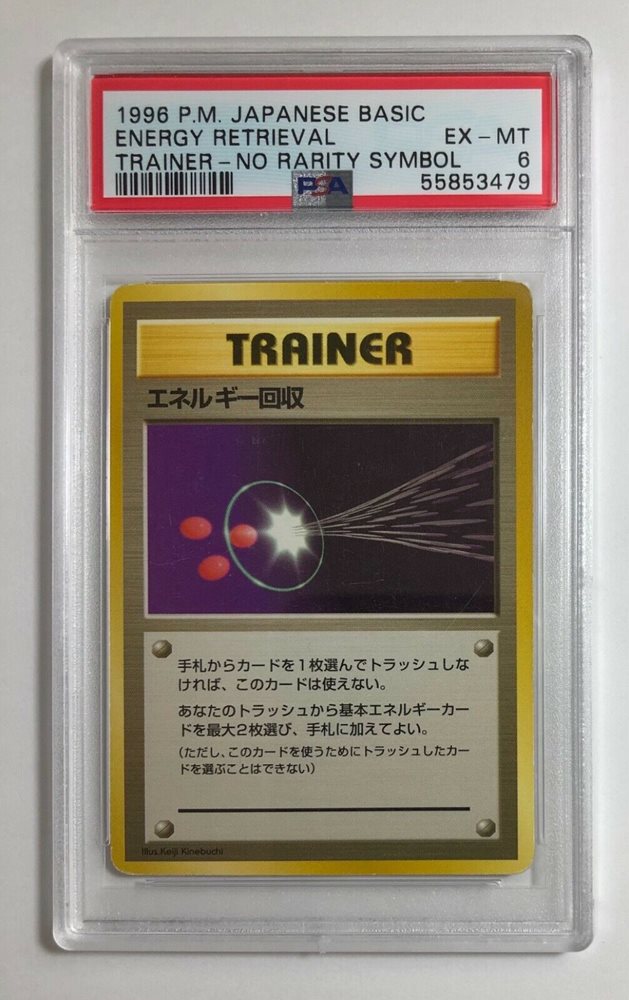 1996 P.M. JAPANESE BASIC
ENERGY RETRIEVAL EX-MT
TRAINER-NO RARITY SYMBOL 6
PSA 55853479
TRAINER
エネルギー回収
手札からカードを1枚選んでトラッシュしな
ければ、このカードは使えない。
あなたのトラッシュから基本エネルギーカー
ドを最大2枚選び、手札に加えてよい。
(ただし、このカードを使うためにトラッシュしたカー
ドを選ぶことはできない)
Illus. Keiji Kinebuchi